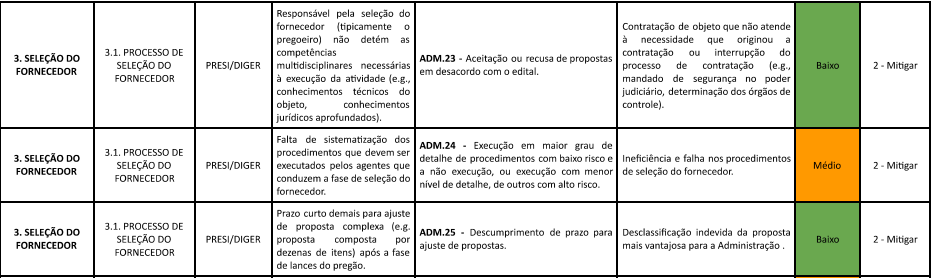 3. SELEÇÃO DO
FORNECEDOR
3.1. PROCESSO DE
SELEÇÃO DO
FORNECEDOR
PRESI/DIGER
Responsável pela seleção do
fornecedor (tipicamente o
pregoeiro) não detém as
competências
multidisciplinares necessárias
à execução da atividade (e.g.,
conhecimentos técnicos do
objeto, conhecimentos
jurídicos aprofundados).
ADM.23 - Aceitação ou recusa de propostas
em desacordo com o edital.
Contratação de objeto que não atende
à necessidade que originou a
contratação ou interrupção do
processo de contratação (e.g.,
mandado de segurança no poder
judiciário, determinação dos órgãos de
controle).
Baixo
2 - Mitigar
3. SELEÇÃO DO
FORNECEDOR
3.1. PROCESSO DE
SELEÇÃO DO
FORNECEDOR
PRESI/DIGER
Falta de sistematização dos
procedimentos que devem ser
executados pelos agentes que
conduzem a fase de seleção do
fornecedor.
ADM.24 - Execução em maior grau de
detalhe de procedimentos com baixo risco e
a não execução, ou execução com menor
nível de detalhe, de outros com alto risco.
Ineficiência e falha nos procedimentos
de seleção do fornecedor.
Médio
2 - Mitigar
3. SELEÇÃO DO
FORNECEDOR
3.1. PROCESSO DE
SELEÇÃO DO
FORNECEDOR
PRESI/DIGER
Prazo curto demais para ajuste
de proposta complexa (e.g.
proposta composta por
dezenas de itens) após a fase
de lances do pregão.
ADM.25 - Descumprimento de prazo para
ajuste de propostas.
Desclassificação indevida da proposta
mais vantajosa para a Administração .
Baixo
2 - Mitigar